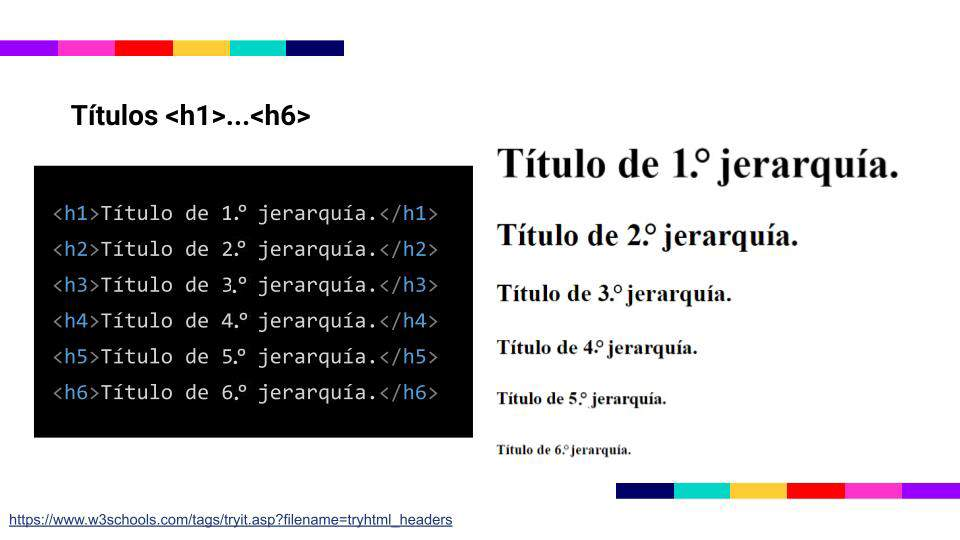 Títulos <h1>...<h6>
<h1>Título de 1.º jerarquía.</h1>
<h2>Título de 2.º jerarquía.</h2>
<h3>Título de 3.º jerarquía.</h3>
<h4>Título de 4.º jerarquía.</h4>
<h5>Título de 5.º jerarquía.</h5>
<h6>Título de 6.º jerarquía.</h6>
Título de 1.º jerarquía.
Título de 2.º jerarquía.
Título de 3.º jerarquía.
Título de 4.º jerarquía.
Título de 5.º jerarquía.
Título de 6.º jerarquía.
https://www.w3schools.com/tags/tryit.asp?filename=tryhtml_headers